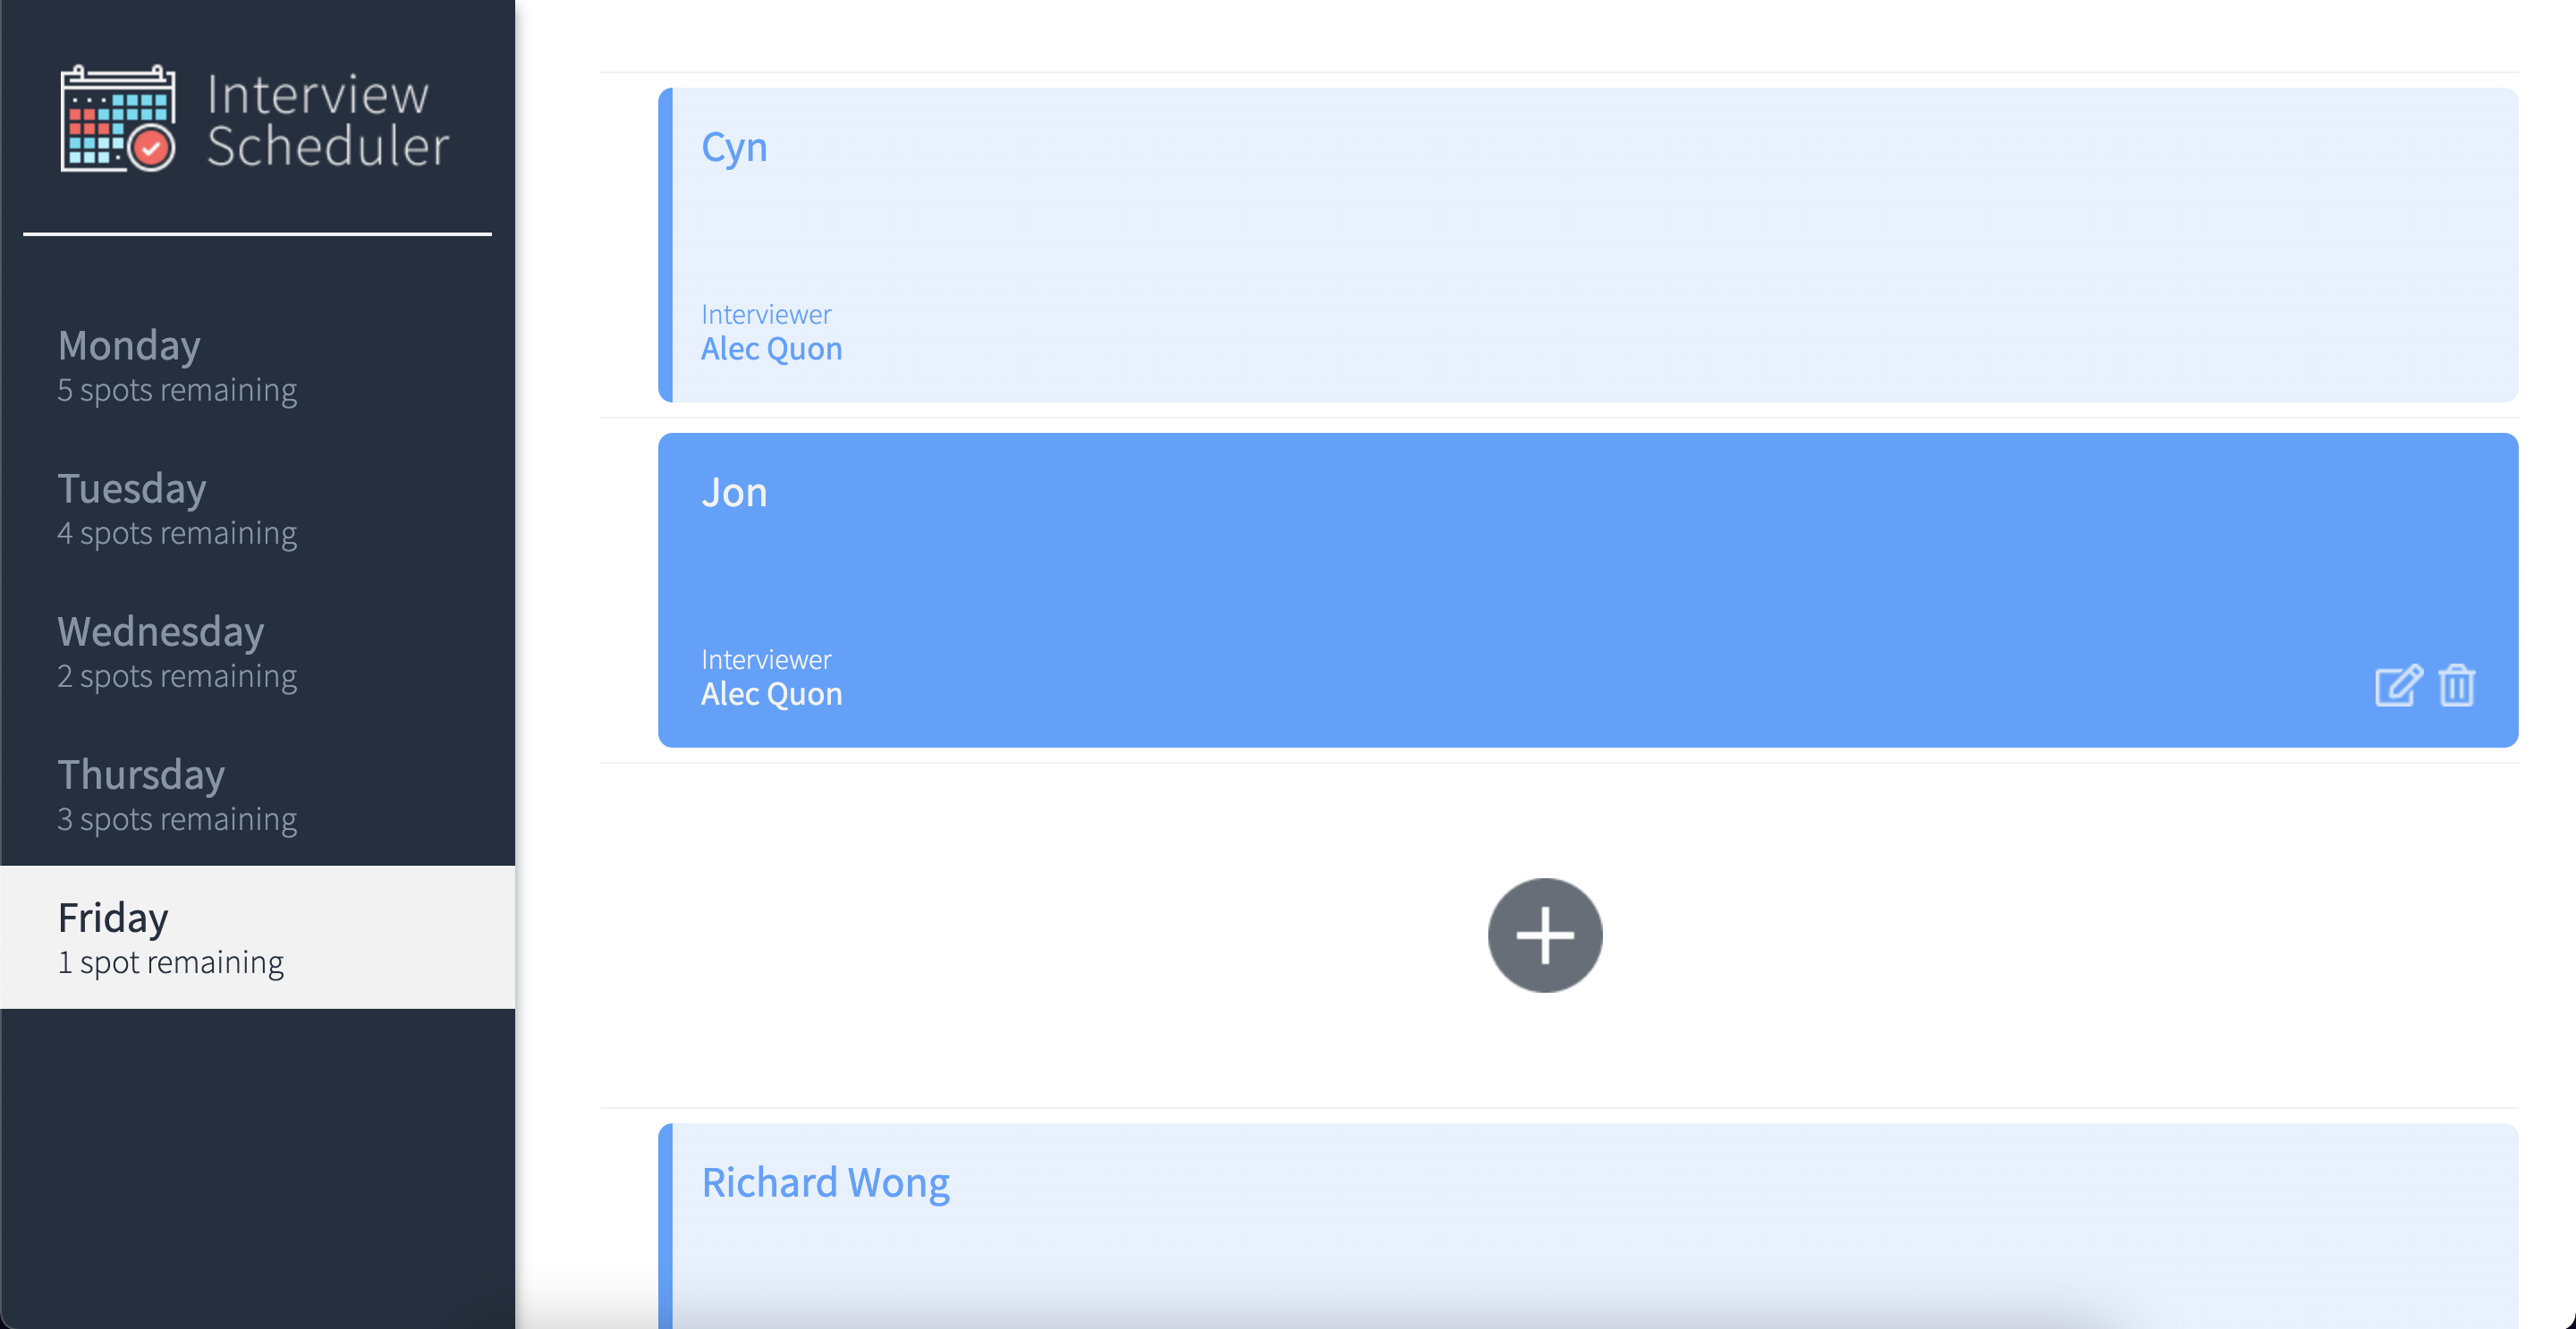 Interview
Scheduler
Monday
5 spots remaining
Tuesday
4 spots remaining
Wednesday
2 spots remaining
Thursday
3 spots remaining
Friday
1 spot remaining
Cyn
Interviewer
Alec Quon
Jon
Interviewer
Alec Quon
Richard Wong